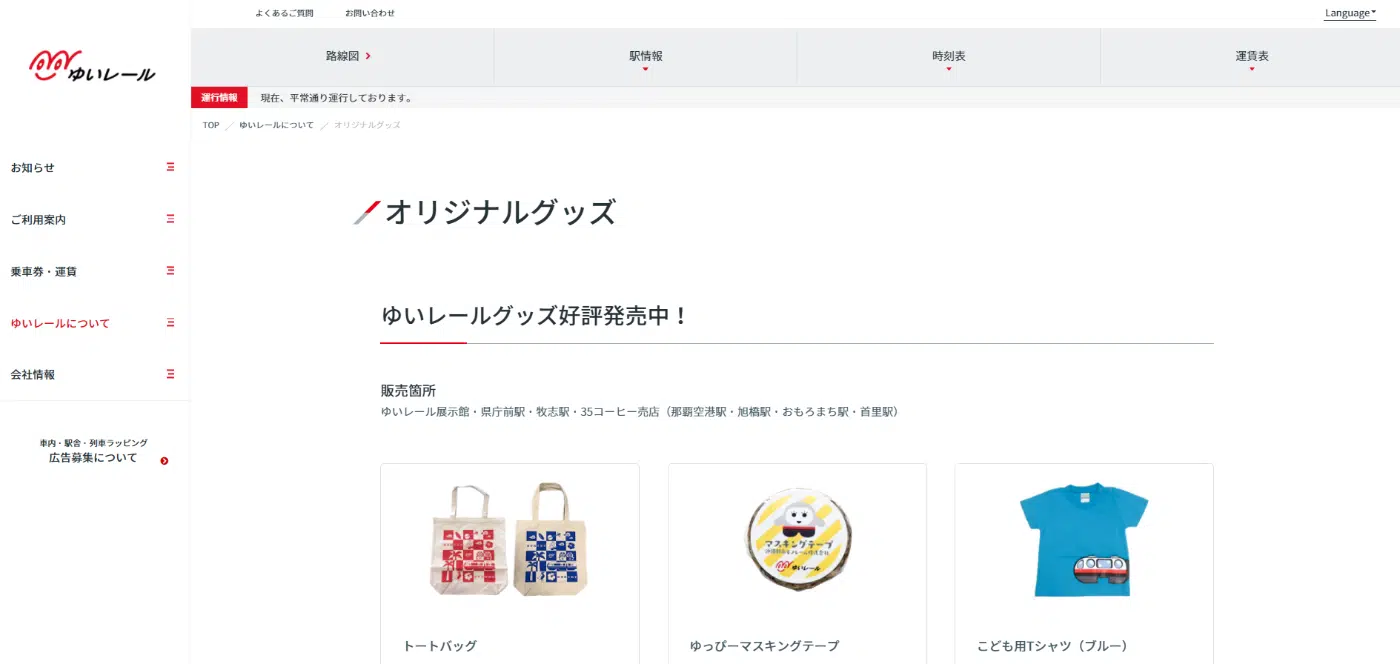 よくあるご質問 お問い合わせ Language
ゆいレール
路線図 駅情報 時刻表 運賃表
運行情報 現在、平常通り運行しております。
TOP / ゆいレールについて / オリジナルグッズ
お知らせ
ご利用案内
乗車券・運賃
ゆいレールについて
会社情報
車内・駅舎・列車ラッピング
広告募集について
オリジナルグッズ
ゆいレールグッズ好評発売中！
販売箇所
ゆいレール展示館・県庁前駅・牧志駅・35コーヒー売店（那覇空港駅・旭橋駅・おもろまち駅・首里駅）
マスキングテープ
ゆいレール
トートバッグ
ゆっぴーマスキングテープ
こども用Tシャツ（ブルー）